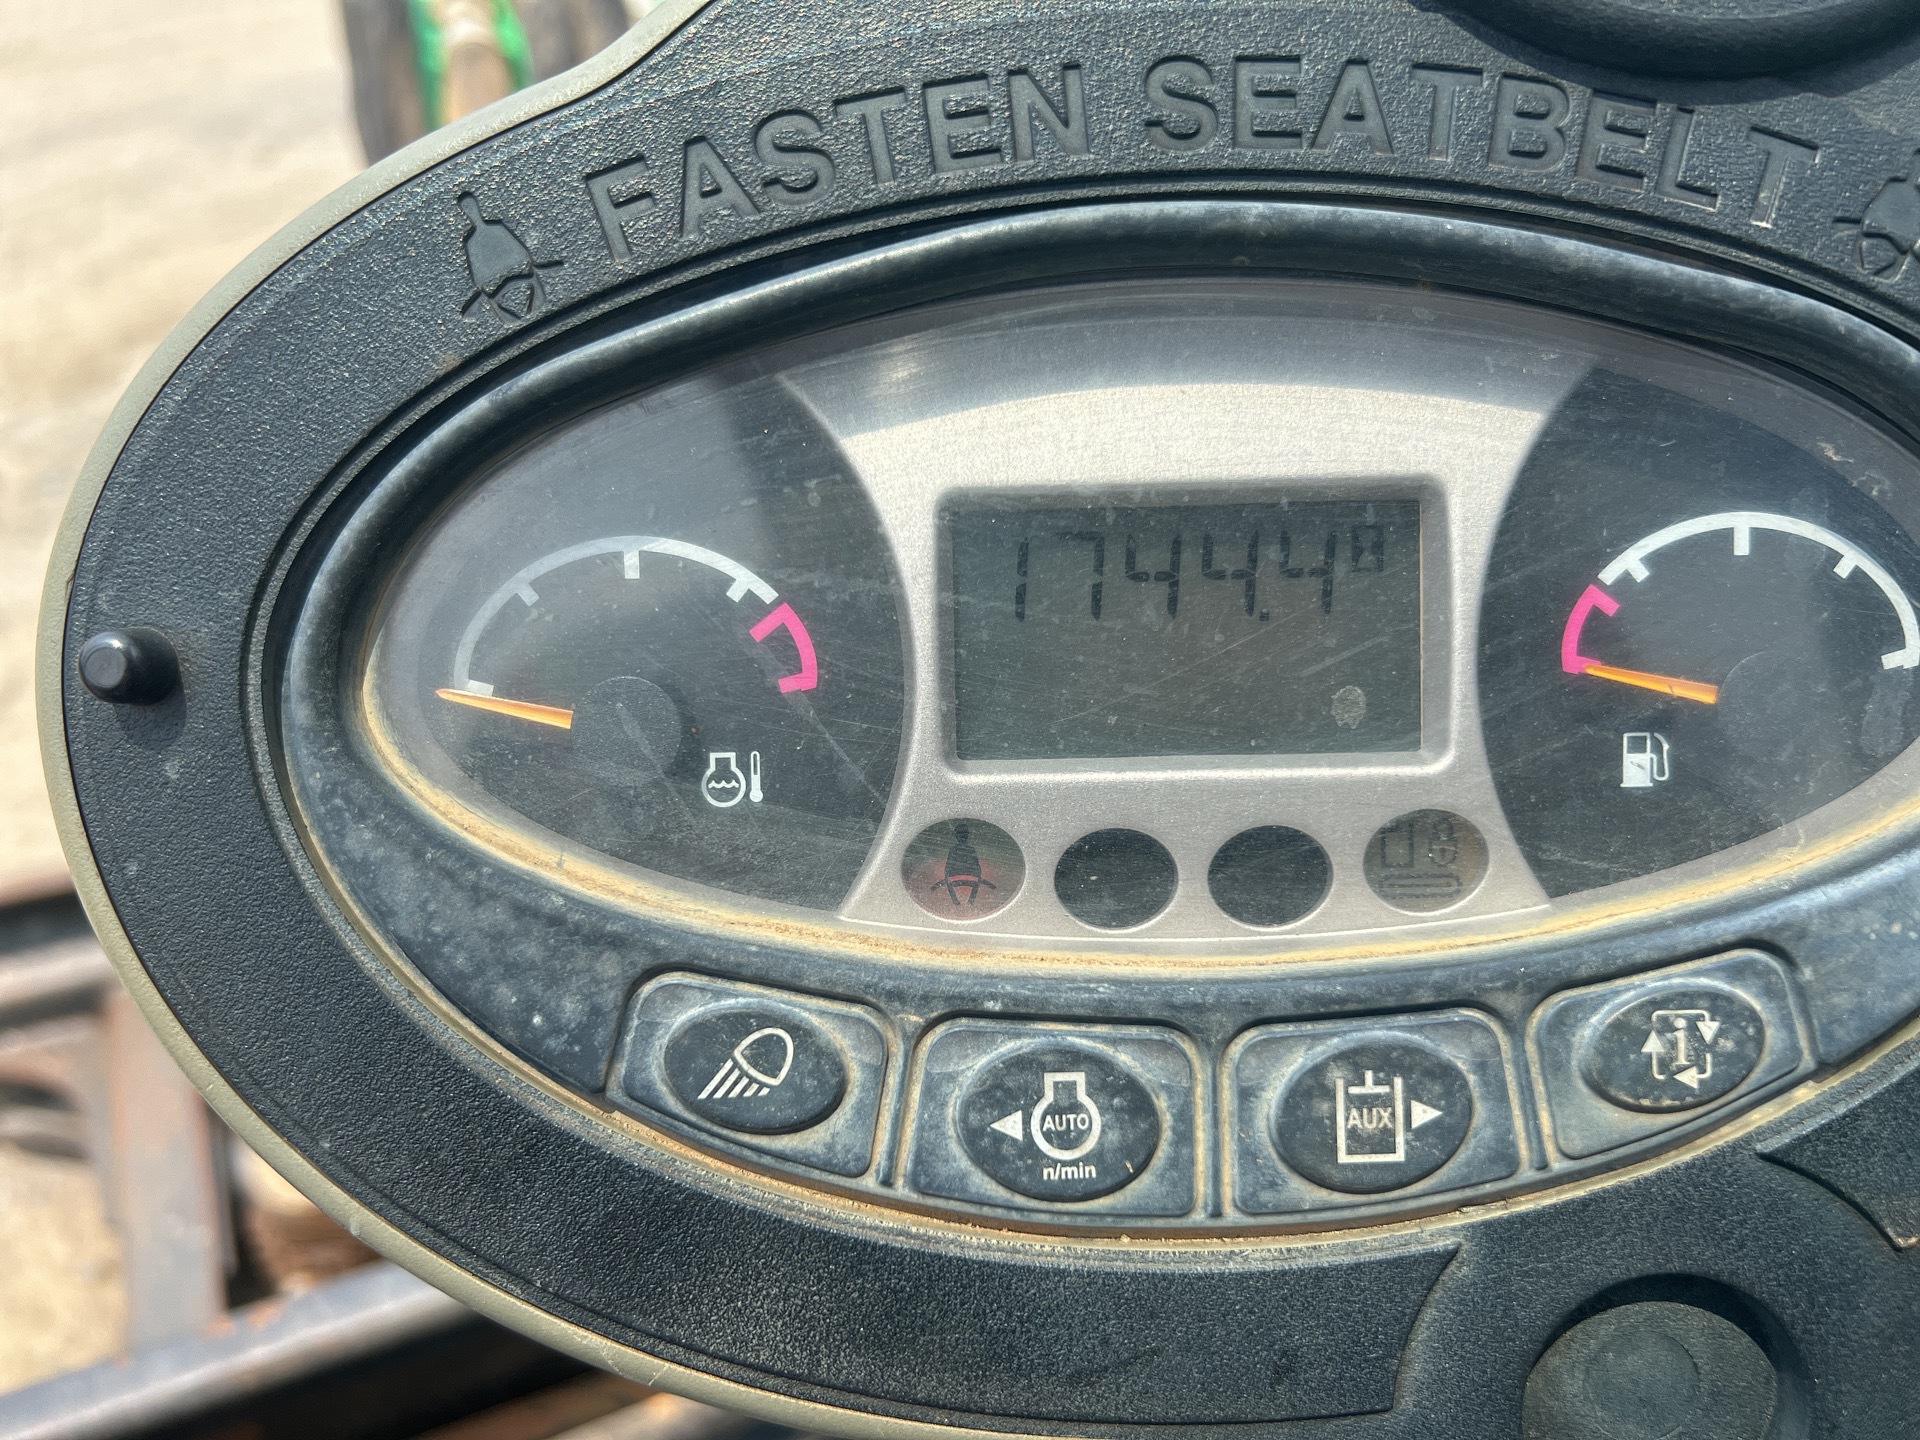 FASTEN SEATBELT
1744.4
AUTO
n/min
AUX
i